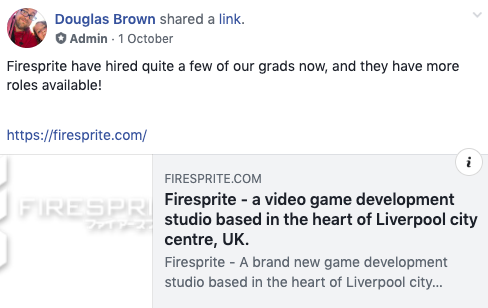 Douglas Brown shared a link.
Admin · 1 October
Firesprite have hired quite a few of our grads now, and they have more
roles available!
https://firesprite.com/
FIRESPRI
FIRESPRITE.COM
Firesprite - a video game development
studio based in the heart of Liverpool city
centre, UK.
Firesprite - A brand new game development
studio based in the heart of Liverpool city...